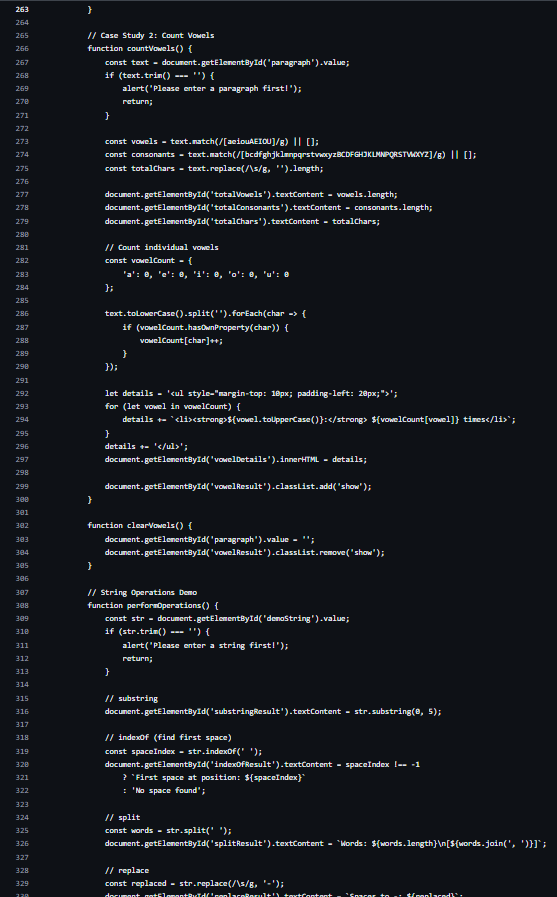 263 }
264
265 // Case Study 2: Count Vowels
266 function countVowels() {
267 const text = document.getElementById('paragraph').value;
268 if (text.trim() === '') {
269 alert('Please enter a paragraph first!');
270 return;
271 }
272
273 const vowels = text.match(/[aeiouAEIOU]/g) || [];
274 const consonants = text.match(/[bcdfghjklmnpqrstvwxyzBCDFGHJKLMNPQRSTVWXYZ]/g) || [];
275 const totalChars = text.replace(/\s/g, '').length;
276
277 document.getElementById('totalVowels').textContent = vowels.length;
278 document.getElementById('totalConsonants').textContent = consonants.length;
279 document.getElementById('totalChars').textContent = totalChars;
280
281 // Count individual vowels
282 const vowelCount = {
283 'a': 0, 'e': 0, 'i': 0, 'o': 0, 'u': 0
284 };
285
286 text.toLowerCase().split('').forEach(char => {
287 if (vowelCount.hasOwnProperty(char)) {
288 vowelCount[char]++;
289 }
290 });
291
292 let details = '<ul style="margin-top: 10px; padding-left: 20px;">';
293 for (let vowel in vowelCount) {
294 details += `<li><strong>${vowel.toUpperCase()}:</strong> ${vowelCount[vowel]} times</li>`;
295 }
296 details += '</ul>';
297 document.getElementById('vowelDetails').innerHTML = details;
298
299 document.getElementById('vowelResult').classList.add('show');
300 }
301
302 function clearVowels() {
303 document.getElementById('paragraph').value = '';
304 document.getElementById('vowelResult').classList.remove('show');
305 }
306
307 // String Operations Demo
308 function performOperations() {
309 const str = document.getElementById('demoString').value;
310 if (str.trim() === '') {
311 alert('Please enter a string first!');
312 return;
313 }
314
315 // substring
316 document.getElementById('substringResult').textContent = str.substring(0, 5);
317
318 // indexOf (find first space)
319 const spaceIndex = str.indexOf(' ');
320 document.getElementById('indexOfResult').textContent = spaceIndex !== -1
321 ? `First space at position: ${spaceIndex}`
322 : 'No space found';
323
324 // split
325 const words = str.split(' ');
326 document.getElementById('splitResult').textContent = `Words: ${words.length}\n[${words.join(', ')}]`;
327
328 // replace
329 const replaced = str.replace(/\s/g, '-');
330 document.getElementById('replaceResult').textContent = `Spaces to -: ${replaced}`;